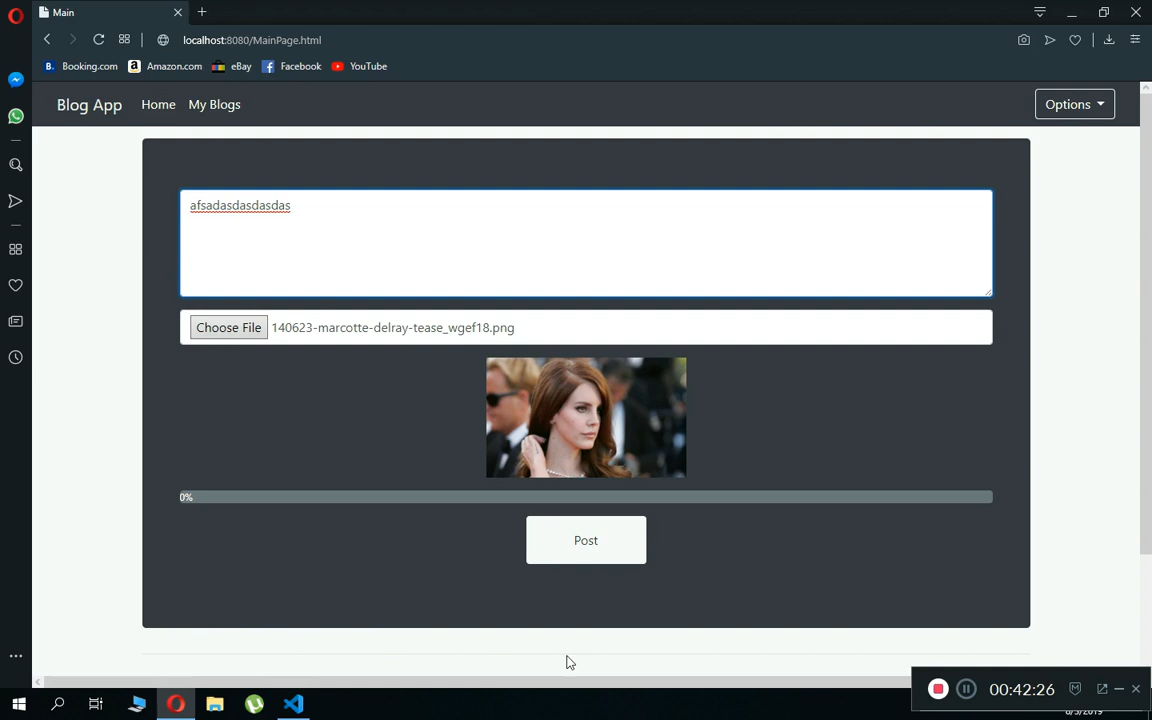 Main
localhost:8080/MainPage.html
B. Booking.com a Amazon.com eBay f Facebook YouTube
Blog App Home My Blogs Options
afsadasdasdasdas
Choose File 140623-marcotte-delray-tease_wgef18.png
0%
Post
00:42:26